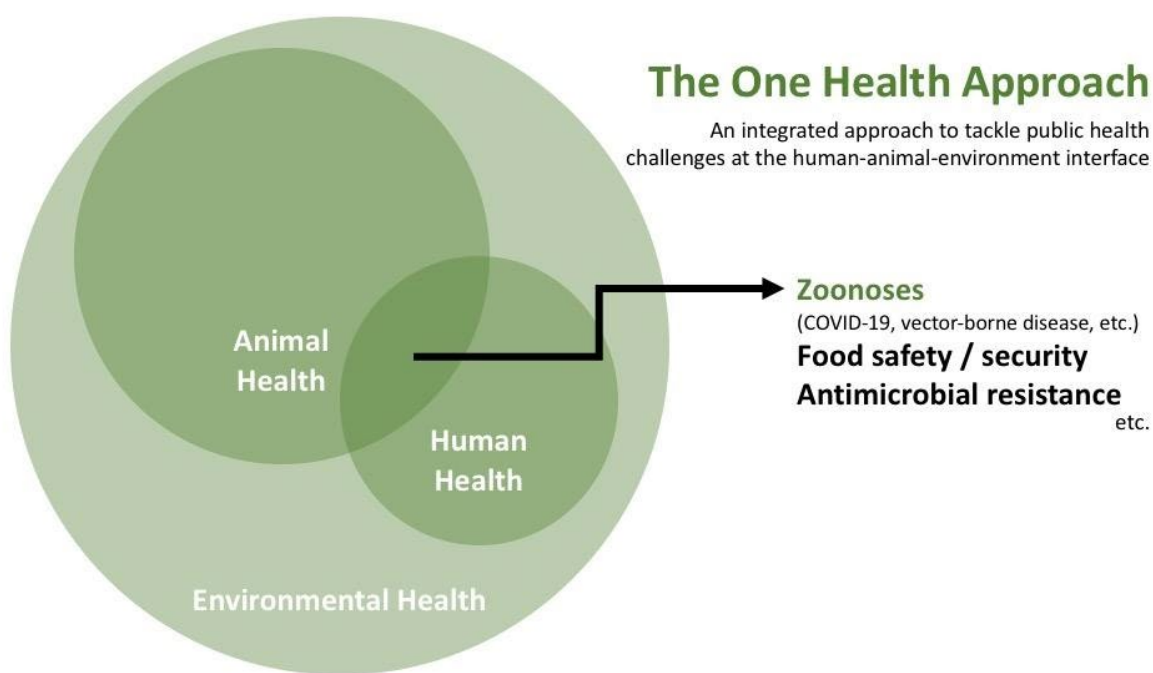 The One Health Approach
An integrated approach to tackle public health
challenges at the human-animal-environment interface
Animal
Health
Human
Health
Environmental Health
Zoonoses
(COVID-19, vector-borne disease, etc.)
Food safety / security
Antimicrobial resistance
etc.